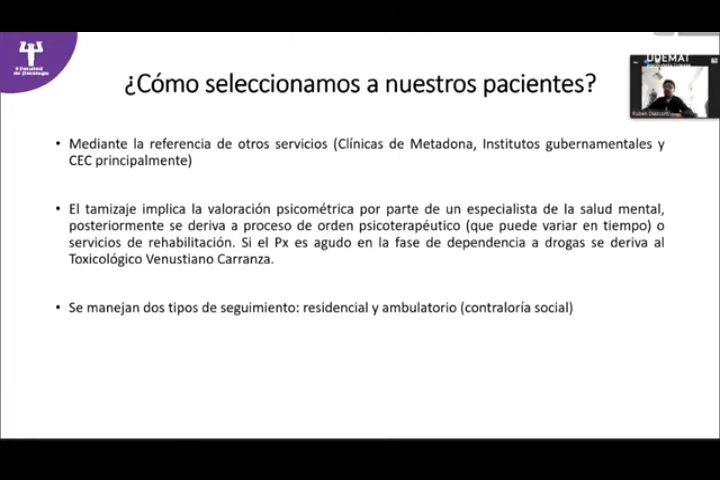 Facultad
de Psicología
¿Cómo seleccionamos a nuestros pacientes?
UDEMAT
• Mediante la referencia de otros servicios (Clínicas de Metadona, Institutos gubernamentales y
CEC principalmente)
• El tamizaje implica la valoración psicométrica por parte de un especialista de la salud mental,
posteriormente se deriva a proceso de orden psicoterapéutico (que puede variar en tiempo) o
servicios de rehabilitación. Si el Px es agudo en la fase de dependencia a drogas se deriva al
Toxicológico Venustiano Carranza.
• Se manejan dos tipos de seguimiento: residencial y ambulatorio (contraloría social)